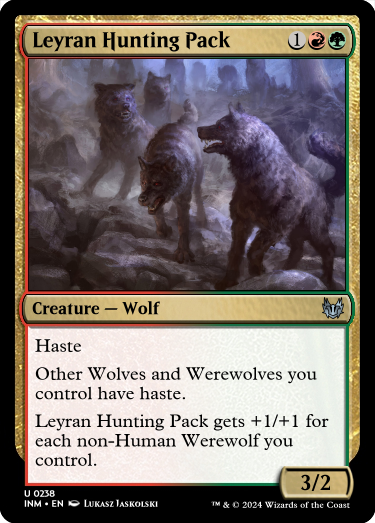 Leyran Hunting Pack 1
Creature — Wolf
Haste
Other Wolves and Werewolves you
control have haste.
Leyran Hunting Pack gets +1/+1 for
each non-Human Werewolf you
control.
3/2
U 0238
INM • EN Lukasz Jaskolski
™ & © 2024 Wizards of the Coast